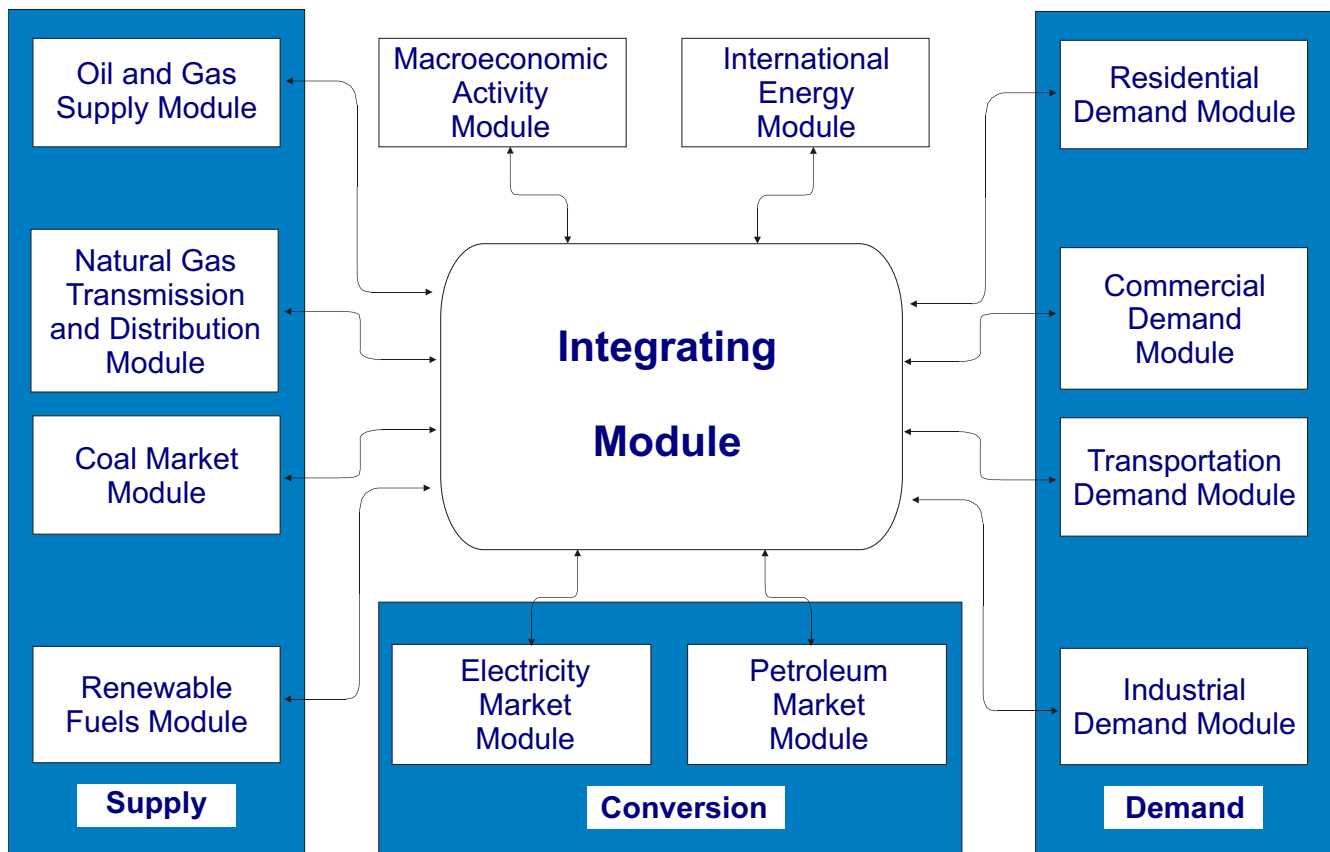 Oil and Gas
Supply Module
Natural Gas
Transmission
and Distribution
Module
Coal Market
Module
Renewable
Fuels Module
Supply
Macroeconomic
Activity
Module
International
Energy
Module
Integrating
Module
Electricity
Market
Module
Petroleum
Market
Module
Conversion
Residential
Demand Module
Commercial
Demand
Module
Transportation
Demand Module
Industrial
Demand Module
Demand